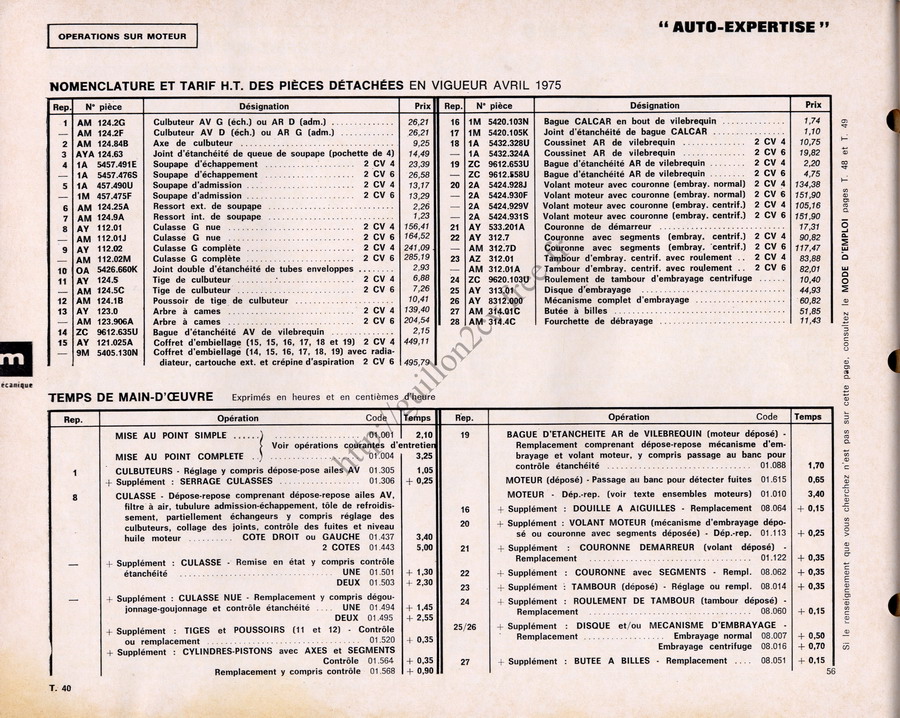 OPERATIONS SUR MOTEUR
“ AUTO-EXPERTISE ”
NOMENCLATURE ET TARIF H.T. DES PIÈCES DÉTACHÉES EN VIGUEUR AVRIL 1975
Rep. N° pièce Désignation Prix
1 AM 124.2G Culbuteur AV G (éch.) ou AR D (adm.) 26,21
— AM 124.2F Culbuteur AV D (éch.) ou AR G (adm.) 26,21
2 AM 124.84B Axe de culbuteur 9,25
3 AYA 124.63 Joint d'étanchéité de queue de soupape (pochette de 4) 14,49
4 1A 5457.491E Soupape d'échappement 2 CV 4 23,39
— 1A 5457.476S Soupape d'échappement 2 CV 6 26,58
5 1A 457.490U Soupape d'admission 2 CV 4 13,17
— 1M 457.475F Soupape d'admission 2 CV 6 13,29
6 AM 124.25A Ressort ext. de soupape 2,26
7 AM 124.9A Ressort int. de soupape 1,23
8 AY 112.01 Culasse G nue 2 CV 4 156,41
— AM 112.01J Culasse G nue 2 CV 6 164,52
9 AY 112.02 Culasse G complète 2 CV 4 241,09
— AM 112.02M Culasse G complète 2 CV 6 285,19
10 OA 5426.660K Joint double d'étanchéité de tubes enveloppes 2,93
11 AY 124.5 Tige de culbuteur 2 CV 4 6,88
— AM 124.5C Tige de culbuteur 2 CV 6 7,26
12 AM 124.1B Poussoir de tige de culbuteur 10,41
13 AY 123.0 Arbre à cames 2 CV 4 139,40
— AM 123.906A Arbre à cames 2 CV 6 204,54
14 ZC 9612.635U Bague d'étanchéité AV de vilebrequin 2,15
15 AY 121.025A Coffret d'embiellage (15, 15, 16, 17, 18 et 19) 2 CV 4 449,11
— 9M 5405.130N Coffret d'embiellage (14, 15, 16, 17, 18, 19) avec radia-
diateur, cartouche ext. et crépine d'aspiration 2 CV 6 495,79
Rep. N° pièce Désignation Prix
16 1M 5420.103N Bague CALCAR en bout de vilebrequin 1,74
17 1M 5420.105K Joint d'étanchéité de bague CALCAR 1,10
18 1A 5432.328U Coussinet AR de vilebrequin 2 CV 4 10,75
— 1A 5432.324A Coussinet AR de vilebrequin 2 CV 6 19,82
19 ZC 9612.653U Bague d'étanchéité AR de vilebrequin 2 CV 4 2,20
— ZC 9612.558U Bague d'étanchéité AR de vilebrequin 2 CV 6 4,75
20 2A 5424.928J Volant moteur avec couronne (embray. normal) 2 CV 4 134,38
— 2A 5424.930F Volant moteur avec couronne (embray. normal) 2 CV 6 151,90
— 2A 5424.929V Volant moteur avec couronne (embray. centrif.) 2 CV 4 105,16
— 2A 5424.931S Volant moteur avec couronne (embray. centrif.) 2 CV 6 151,90
21 AY 533.201A Couronne de démarreur 17,31
22 AY 312.7 Couronne avec segments (embray. centrif.) 2 CV 4 90,82
— AM 312.7D Couronne avec segments (embray. centrif.) 2 CV 6 117,47
23 AZ 312.01 Tambour d'embray. centrif. avec roulement .. 2 CV 4 83,88
— AM 312.01A Tambour d'embray. centrif. avec roulement .. 2 CV 6 82,01
24 ZC 9620.103U Roulement de tambour d'embrayage centrifuge 10,40
25 AY 313.01 Disque d'embrayage 44,93
26 AY 8312.00 Mécanisme complet d'embrayage 60,82
27 AM 314.01C Butée à billes 51,85
28 AM 314.4C Fourchette de débrayage 11,43
m
écanique
TEMPS DE MAIN-D'ŒUVRE Exprimés en heures et en centièmes d'heure
Rep. Opération Code Temps
MISE AU POINT SIMPLE 01.001 2,10
Voir opérations courantes d'entretien
MISE AU POINT COMPLETE 01.004 3,25
1 CULBUTEURS - Réglage y compris dépose-pose ailes AV 01.305 1,05
+ Supplément : SERRAGE CULASSES 01.306 + 0,25
8 CULASSE - Dépose-repose comprenant dépose-repose ailes AV,
filtre à air, tubulure admission-échappement, tôle de refroidis-
sement, partiellement échangeurs y compris réglage des
culbuteurs, collage des joints, contrôle des fuites et niveau
huile moteur COTE DROIT ou GAUCHE 01.437 3,40
2 COTES 01.443 5,00
— + Supplément : CULASSE - Remise en état y compris contrôle
étanchéité UNE 01.501 + 1,30
DEUX 01.503 + 2,30
— + Supplément : CULASSE NUE - Remplacement y compris dégou-
jonnage-goujonnage et contrôle étanchéité .... UNE 01.494 + 1,45
DEUX 01.495 + 2,55
+ Supplément : TIGES et POUSSOIRS (11 et 12) - Contrôle
ou remplacement 01.520 + 0,35
+ Supplément : CYLINDRES-PISTONS avec AXES et SEGMENTS
Contrôle 01.564 + 0,35
Remplacement y compris contrôle 01.568 + 0,90
Rep. Opération Code Temps
19 BAGUE D'ETANCHEITE AR de VILEBREQUIN (moteur déposé) -
Remplacement comprenant dépose-repose mécanisme d'em-
brayage et volant moteur, y compris passage au banc pour
contrôle étanchéité 01.088 1,70
MOTEUR (déposé) - Passage au banc pour détecter fuites 01.615 0,65
MOTEUR - Dép.-rep. (voir texte ensembles moteurs) 01.010 3,40
16 + Supplément : DOUILLE A AIGUILLES - Remplacement 08.064 + 0,15
20 + Supplément : VOLANT MOTEUR (mécanisme d'embrayage dépo-
sé ou couronne avec segments déposée) - Dép.-rep. 01.113 + 0,25
21 + Supplément : COURONNE DEMARREUR (volant déposé) -
Remplacement 01.122 + 0,35
22 + Supplément : COURONNE avec SEGMENTS - Rempl. 08.062 + 0,35
23 + Supplément : TAMBOUR (déposé) - Réglage ou rempl. 08.014 + 0,35
24 + Supplément : ROULEMENT DE TAMBOUR (tambour déposé) -
Remplacement 08.060 + 0,15
25/26 + Supplément : DISQUE et/ou MECANISME D'EMBRAYAGE -
Remplacement Embrayage normal 08.007 + 0,50
Embrayage centrifuge 08.016 + 0,70
27 + Supplément : BUTEE A BILLES - Remplacement .... 08.051 + 0,15
56
T. 40
Si le renseignement que vous cherchez n'est pas sur cette page, consultez le MODE D'EMPLOI pages T. 48 et T. 49